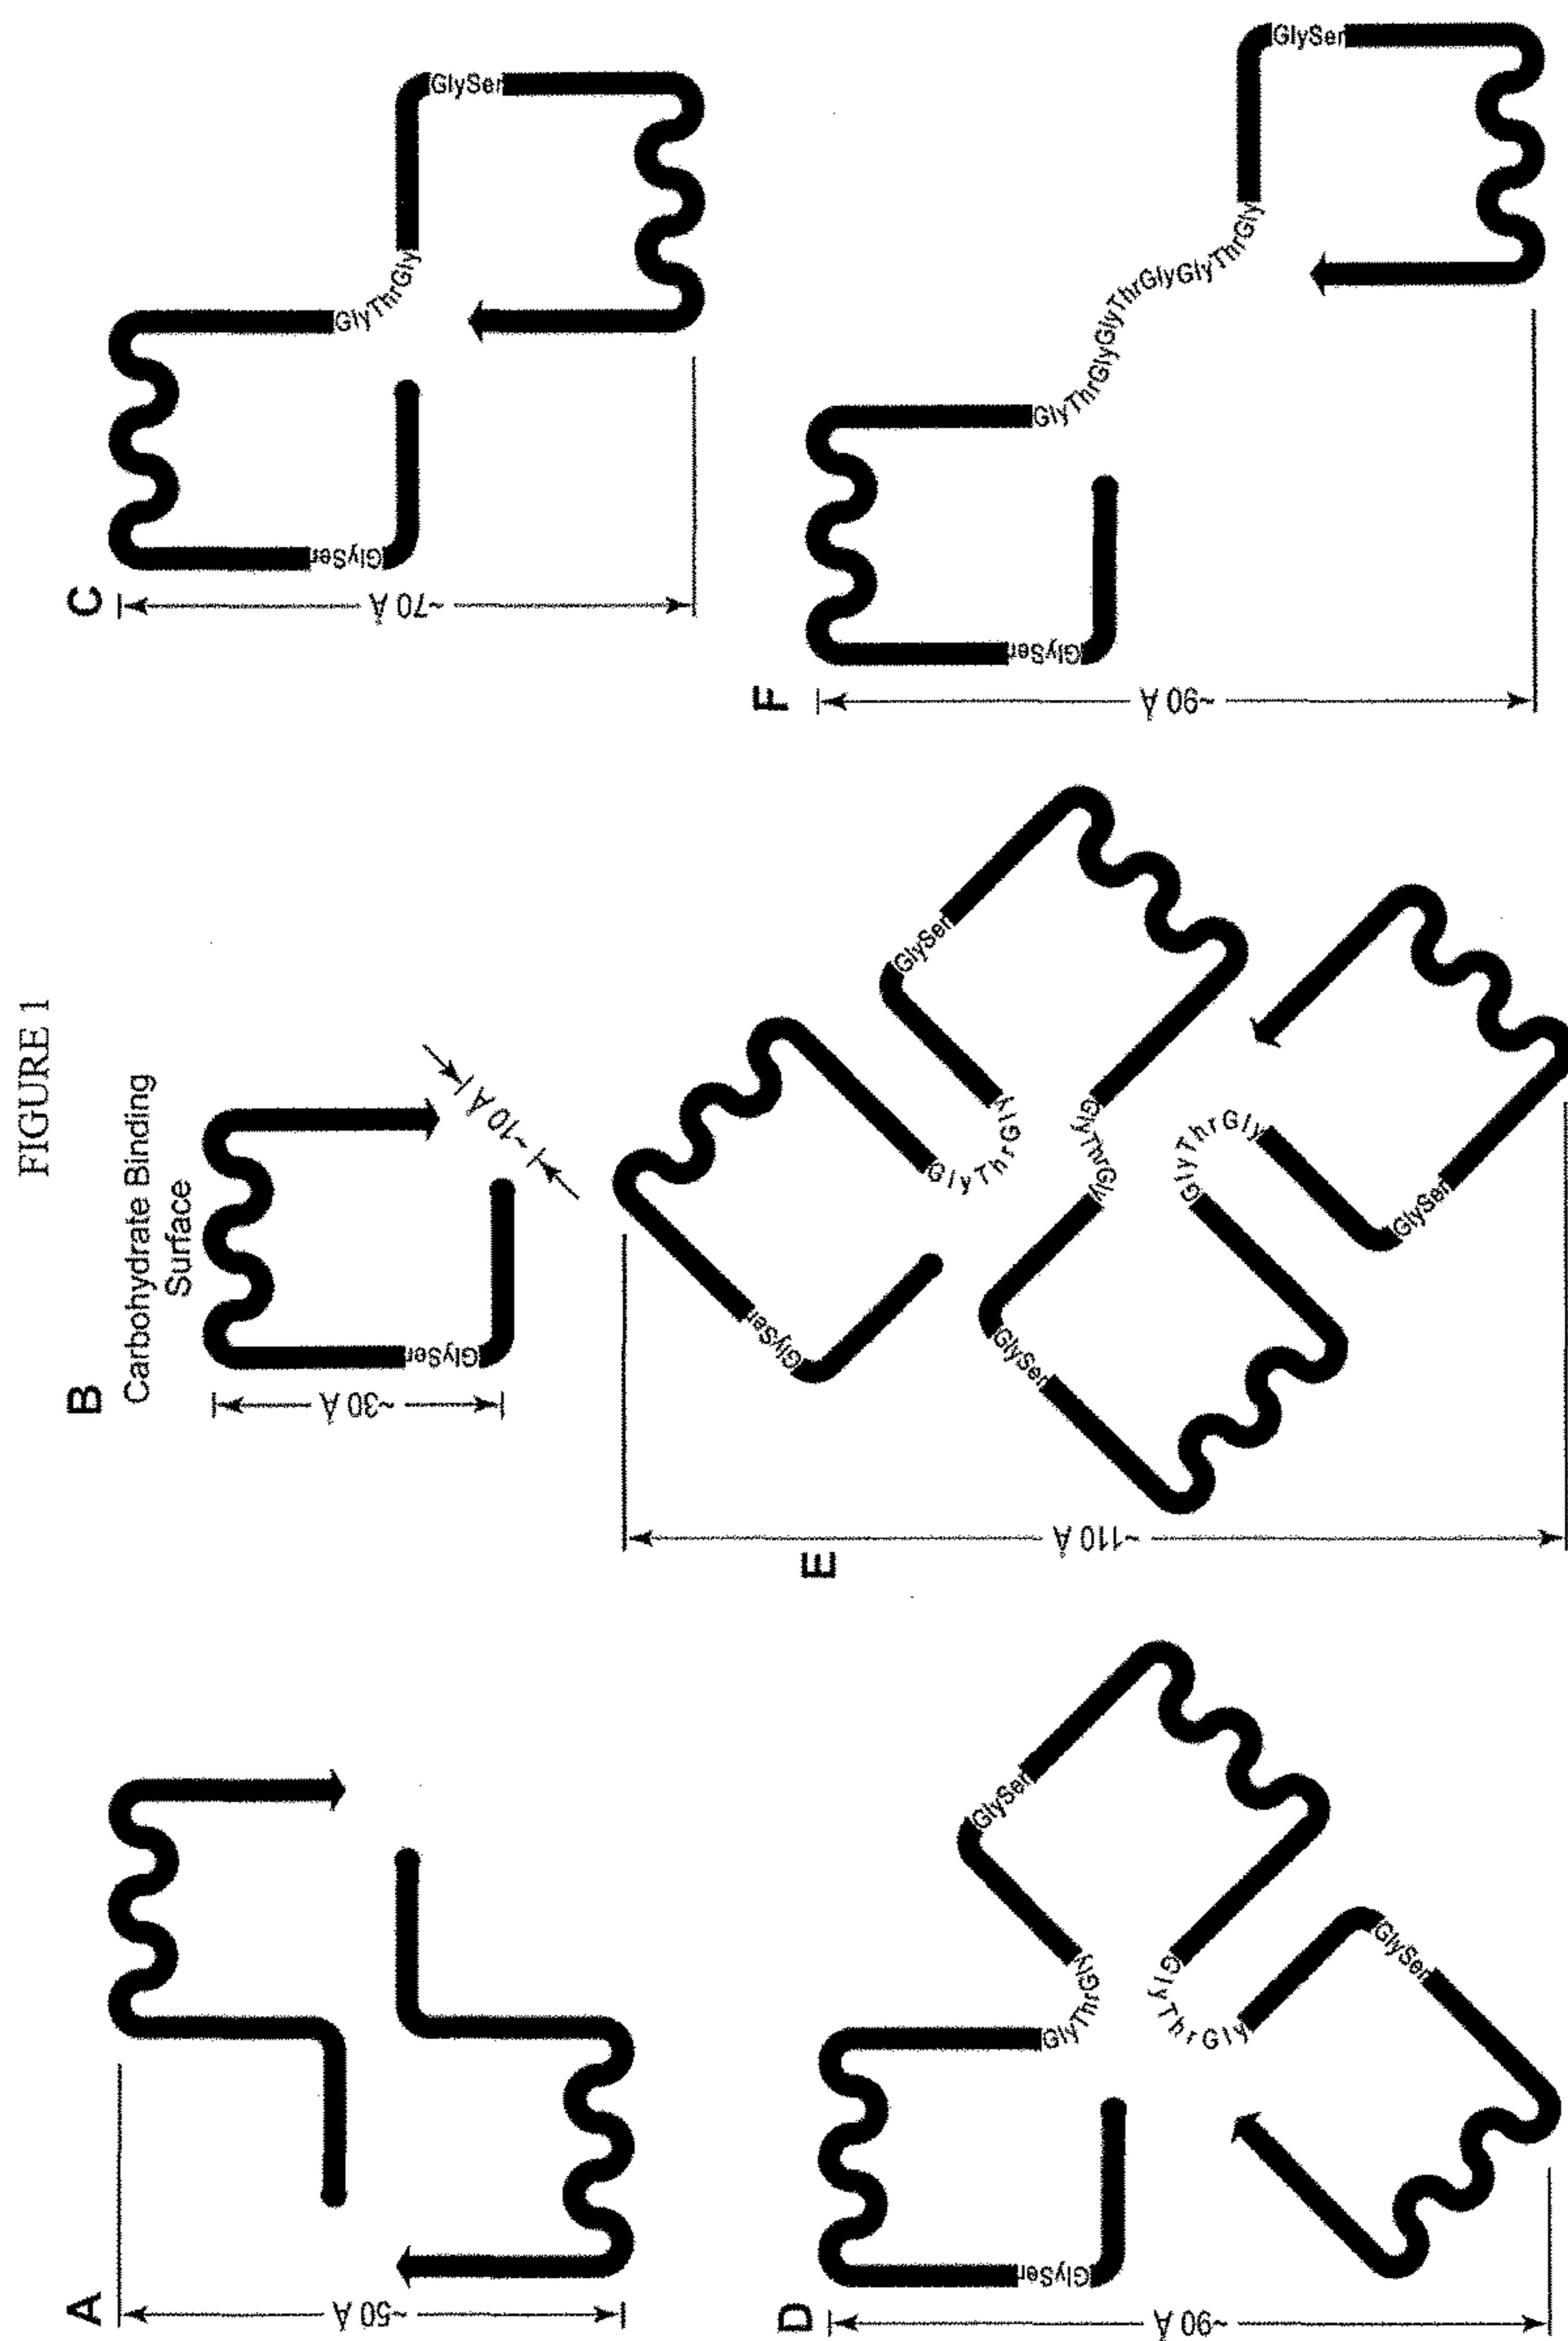 FIGURE 1
A
~50 Å
B
Carbohydrate Binding
Surface
~30 Å
GlySer
~10 Å
C
~70 Å
GlySer
GlyThrGly
GlySer
D
~90 Å
GlySer
GlyThrGly
GlySer
GlyThrGly
GlySer
E
~110 Å
GlySer
GlyThrGly
GlySer
GlyThrGly
GlySer
GlyThrGly
GlySer
F
~90 Å
GlySer
GlyThrGlyGlyThrGlyGlyThrGly
GlySer